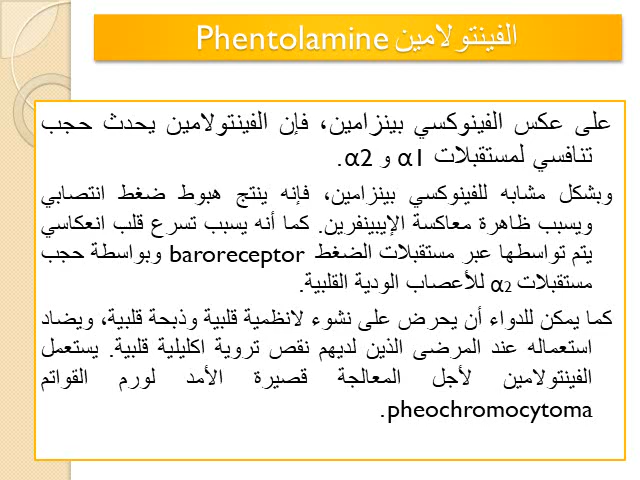 الفينتولامين Phentolamine
على عكس الفينوكسي بينزامين، فإن الفينتولامين يحدث حجب
تنافسي لمستقبلات α1 و α2.
وبشكل مشابه للفينوكسي بينزامين، فإنه ينتج هبوط ضغط انتصابي
ويسبب ظاهرة معاكسة الإيبينفرين. كما أنه يسبب تسرع قلب انعكاسي
يتم تواسطها عبر مستقبلات الضغط baroreceptor وبواسطة حجب
مستقبلات α2 للأعصاب الودية القلبية.
كما يمكن للدواء أن يحرض على نشوء لانظمية قلبية وذبحة قلبية، ويضاد
استعماله عند المرضى الذين لديهم نقص تروية اكليلية قلبية. يستعمل
الفينتولامين لأجل المعالجة قصيرة الأمد لورم القواتم
pheochromocytoma.